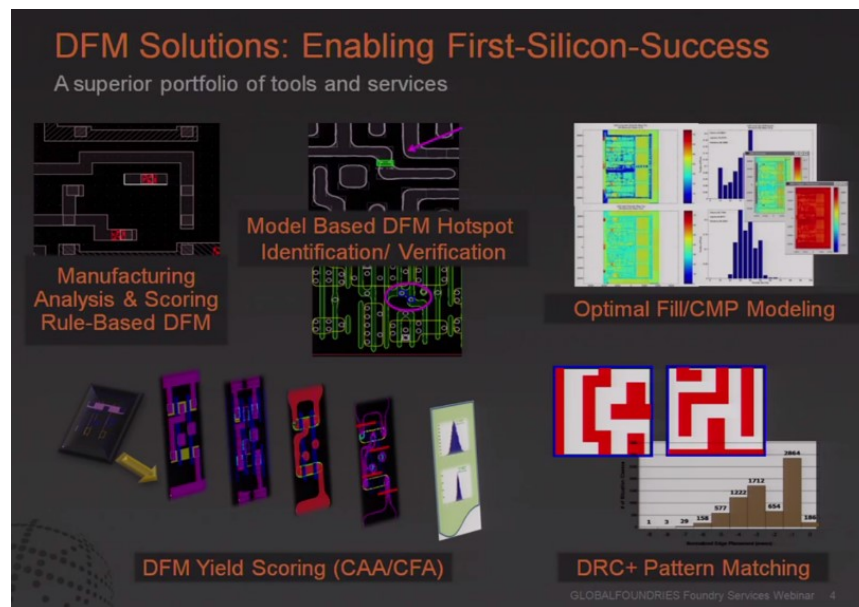 DFM Solutions: Enabling First-Silicon-Success
A superior portfolio of tools and services
Manufacturing
Analysis & Scoring
Rule-Based DFM
Model Based DFM Hotspot
Identification/ Verification
Optimal Fill/CMP Modeling
DFM Yield Scoring (CAA/CFA)
1 3 29 158 577 1222 1712 654 2864 186
DRC+ Pattern Matching
GLOBALFOUNDRIES Foundry Services Webinar 4